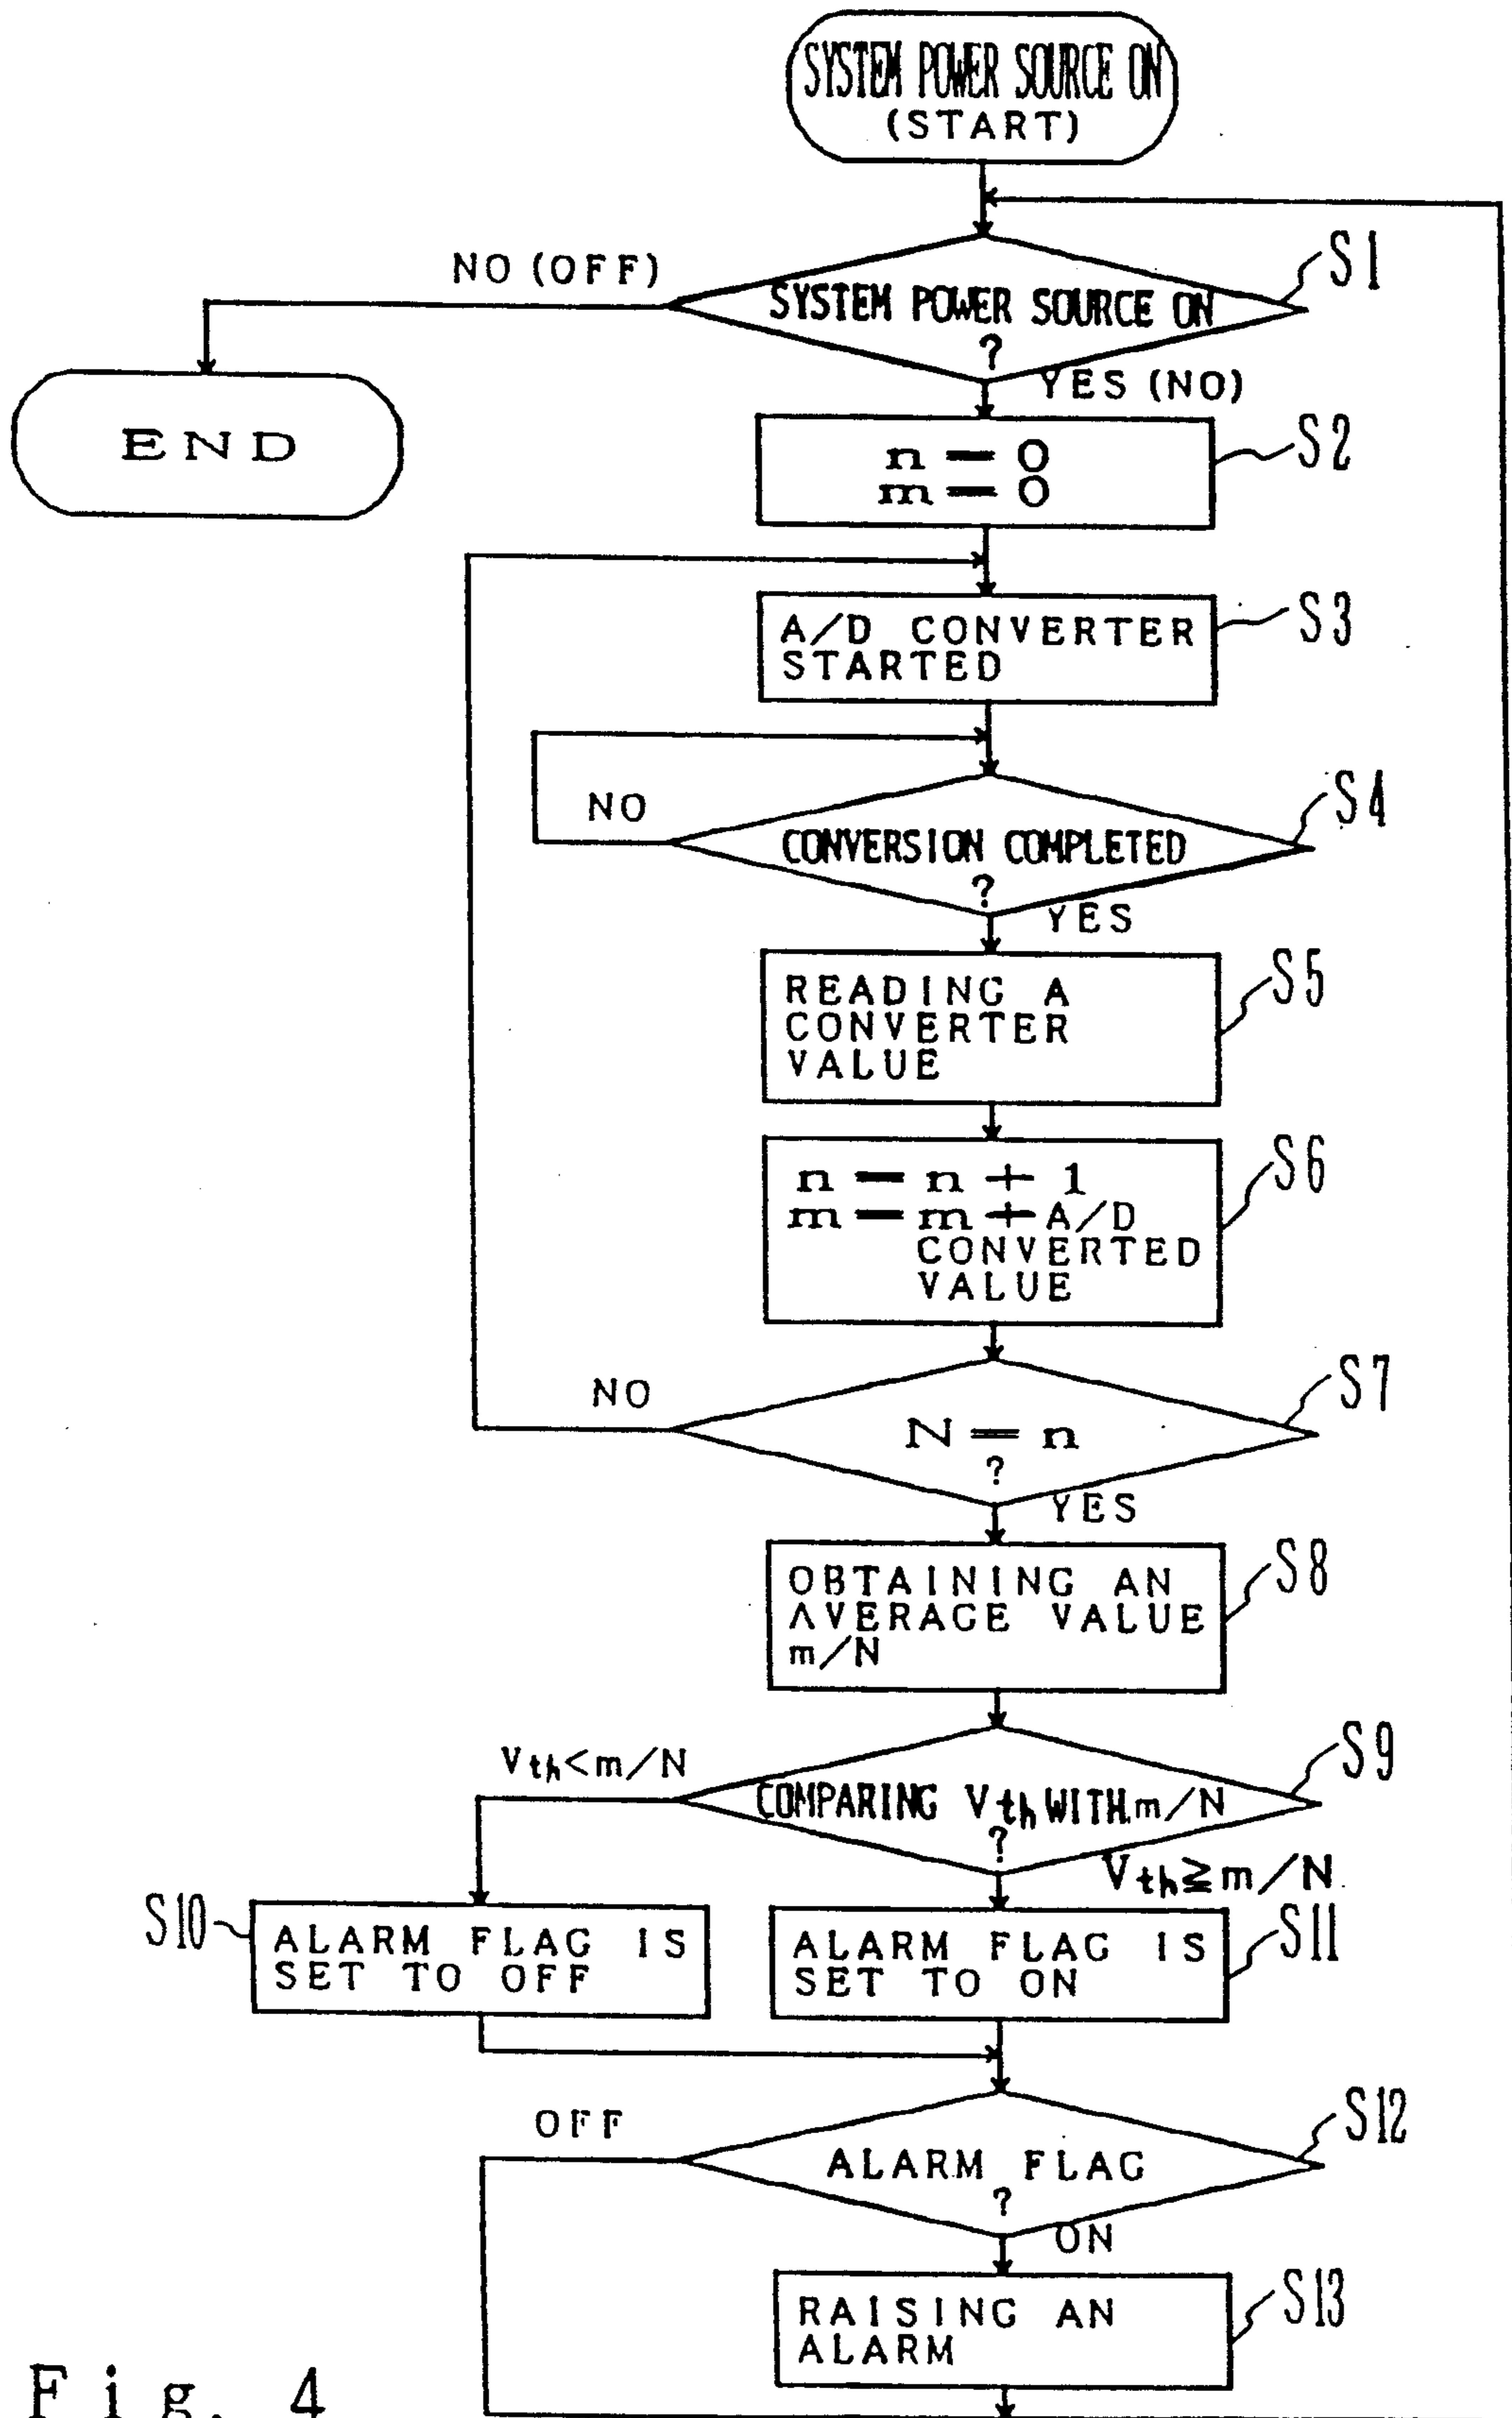 SYSTEM POWER SOURCE ON
(START)
NO (OFF)
S1
SYSTEM POWER SOURCE ON
?
YES (NO)
END
S2
n = 0
m = 0
S3
A/D CONVERTER
STARTED
NO
S4
CONVERSION COMPLETED
?
YES
S5
READING A
CONVERTER
VALUE
S6
n = n + 1
m = m + A/D
CONVERTED
VALUE
NO
S7
N = n
?
YES
S8
OBTAINING AN
AVERAGE VALUE
m/N
Vth<m/N
S9
COMPARING Vth WITH m/N
?
Vth≧m/N
S10
ALARM FLAG IS
SET TO OFF
S11
ALARM FLAG IS
SET TO ON
OFF
S12
ALARM FLAG
?
ON
S13
RAISING AN
ALARM
Fig. 4